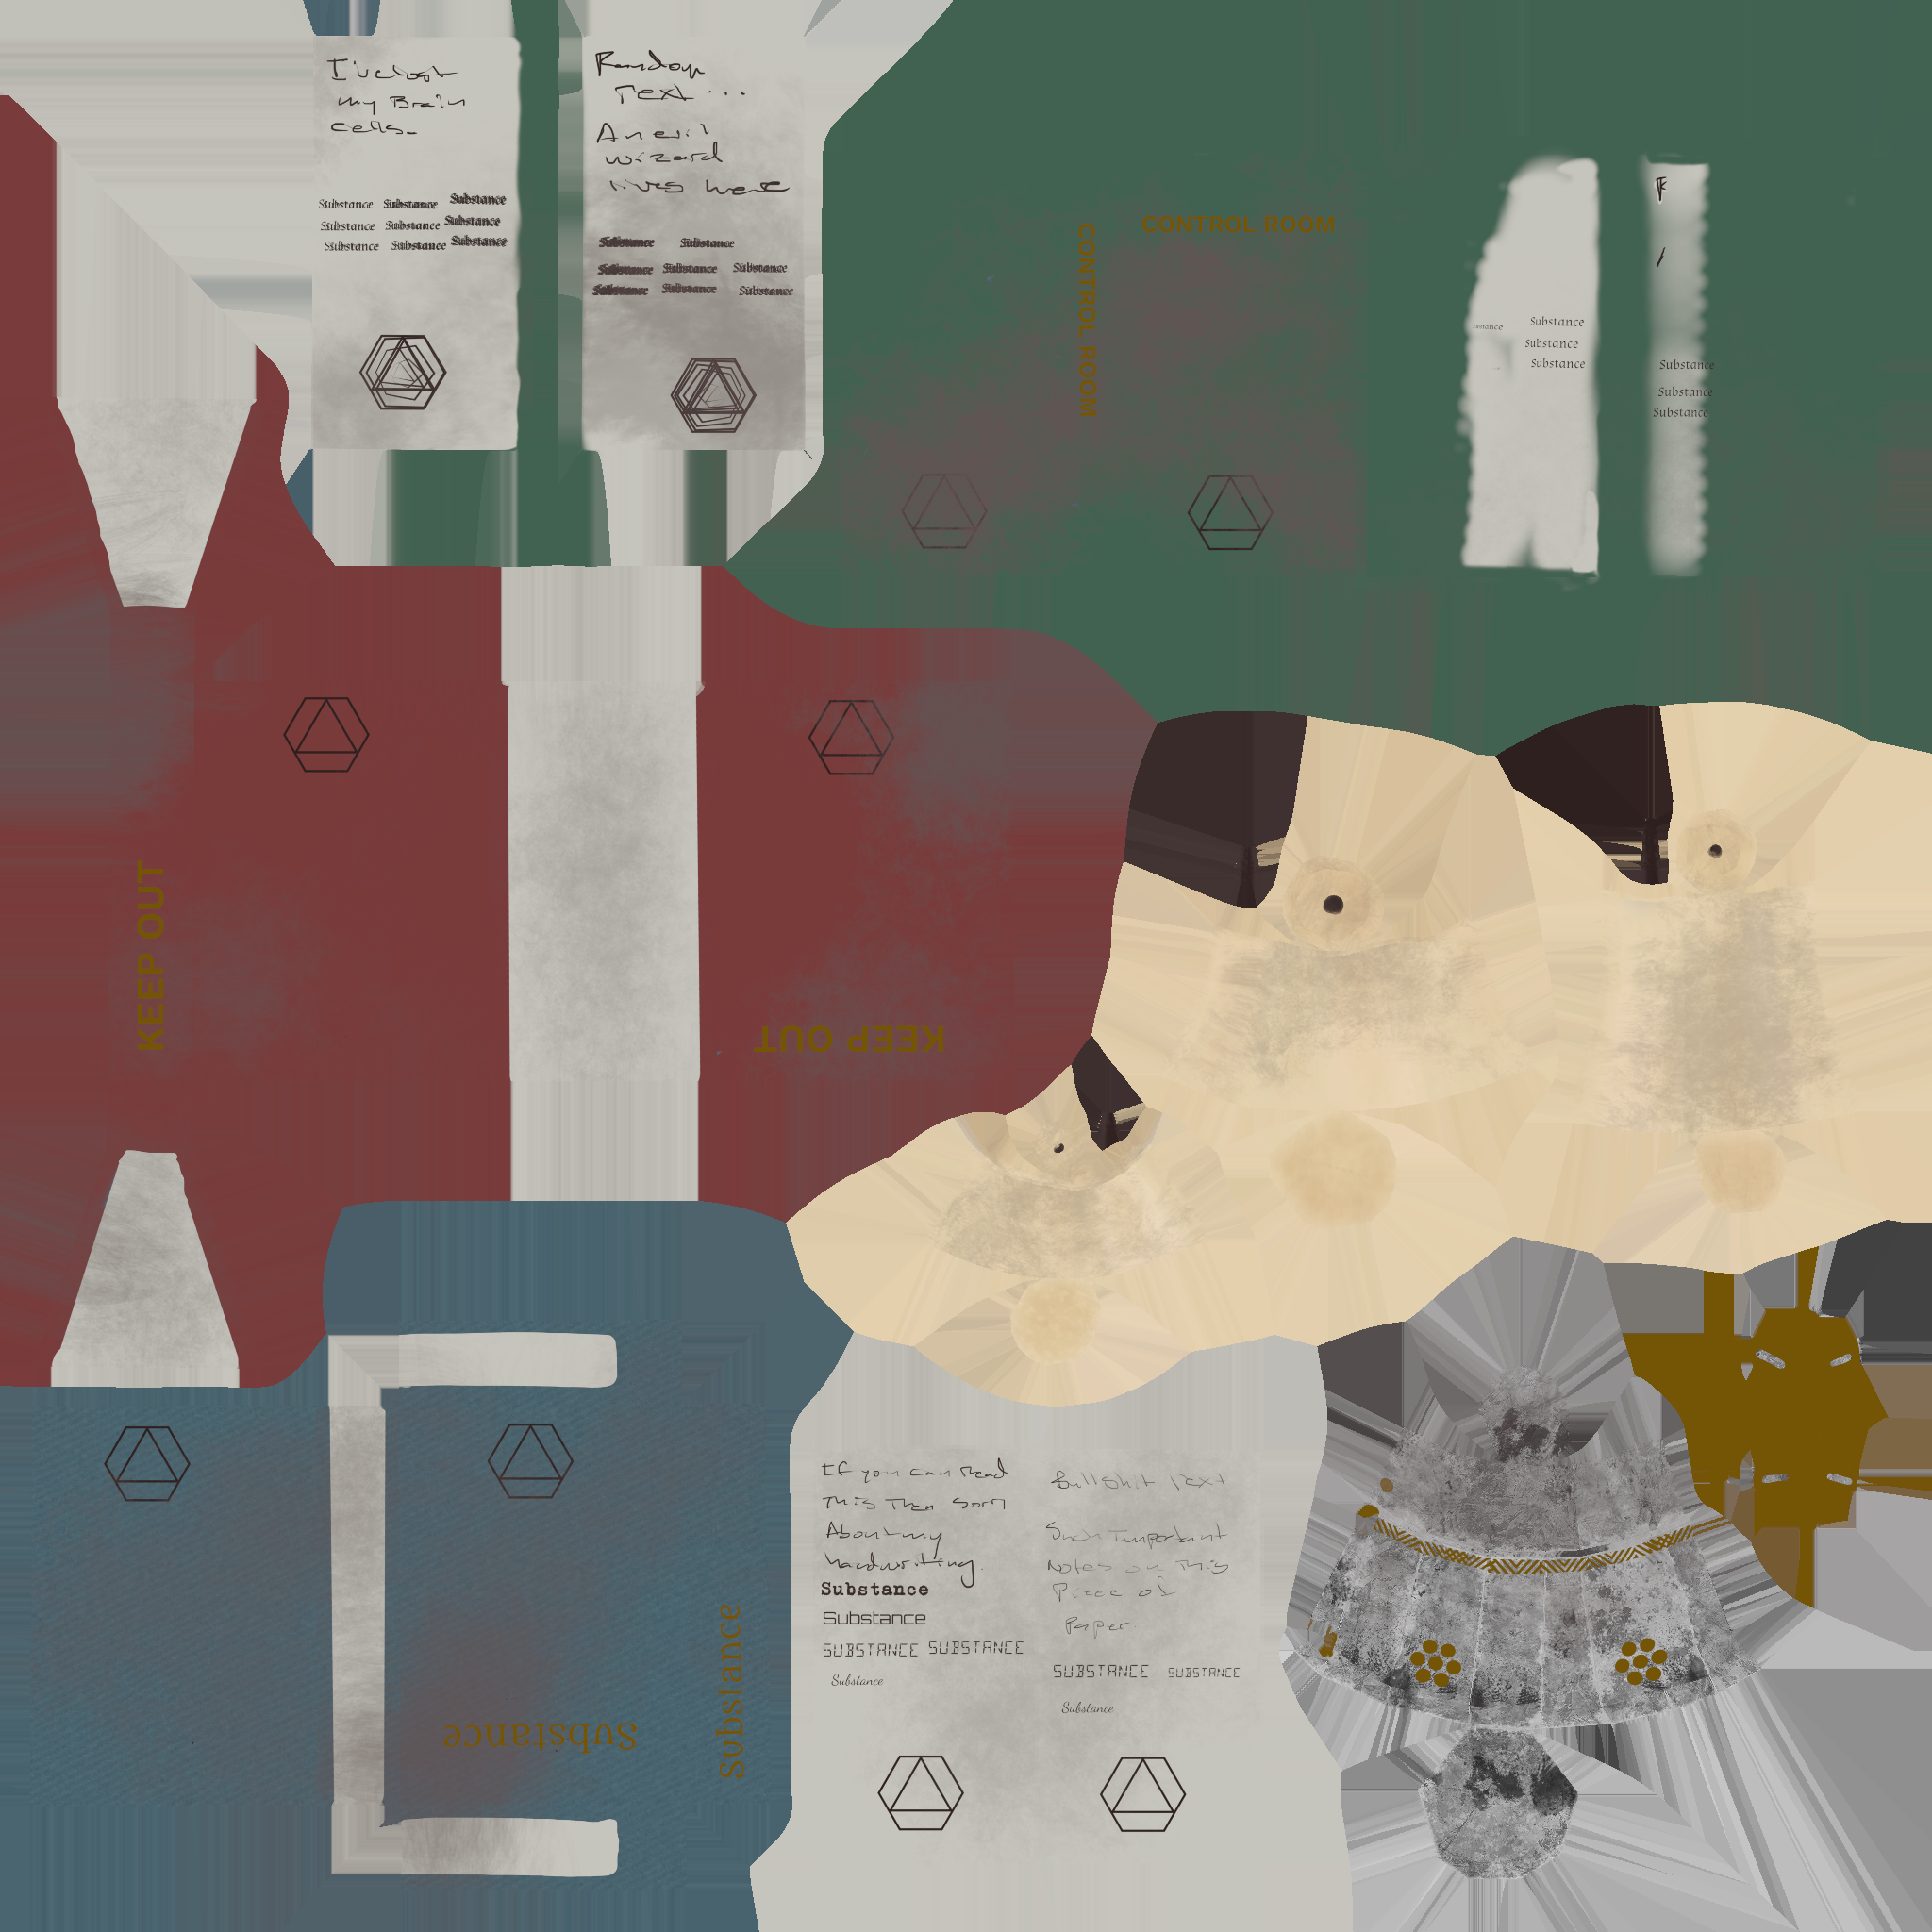 I've lost
my Brain
cells.
Substance Substance Substance
Substance Substance Substance
Substance Substance Substance
Random
Text ...
An evil
wizard
lives here
Substance Substance
Substance Substance Substance
Substance Substance Substance
CONTROL ROOM
CONTROL ROOM
Substance
Substance
Substance
Substance
Substance
Substance
KEEP OUT
KEEP OUT
If you can read
This Then Sorry
About my
handwriting.
Substance
Substance
SUBSTANCE SUBSTANCE
Substance
Bullshit Text
Such Important
Notes on This
Piece of
Paper.
SUBSTANCE SUBSTANCE
Substance
Substance
Substance